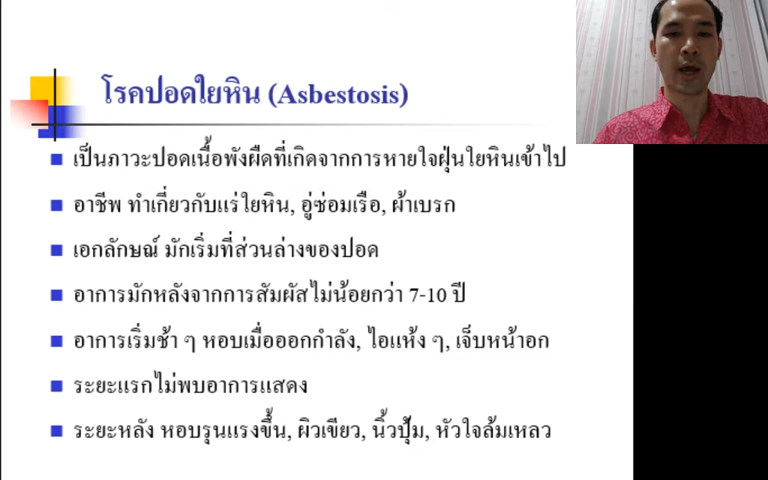 โรคปอดใยหิน (Asbestosis)
เป็นภาวะปอดเนื้อพังผืดที่เกิดจากการหายใจฝุ่นใยหินเข้าไป
อาชีพ ทำเกี่ยวกับแร่ใยหิน, อู่ซ่อมเรือ, ผ้าเบรก
เอกลักษณ์ มักเริ่มที่ส่วนล่างของปอด
อาการมักหลังจากการสัมผัสไม่น้อยกว่า 7-10 ปี
อาการเริ่มช้า ๆ หอบเมื่อออกกำลัง, ไอแห้ง ๆ, เจ็บหน้าอก
ระยะแรกไม่พบอาการแสดง
ระยะหลัง หอบรุนแรงขึ้น, ผิวเขียว, นิ้วปุ้ม, หัวใจล้มเหลว